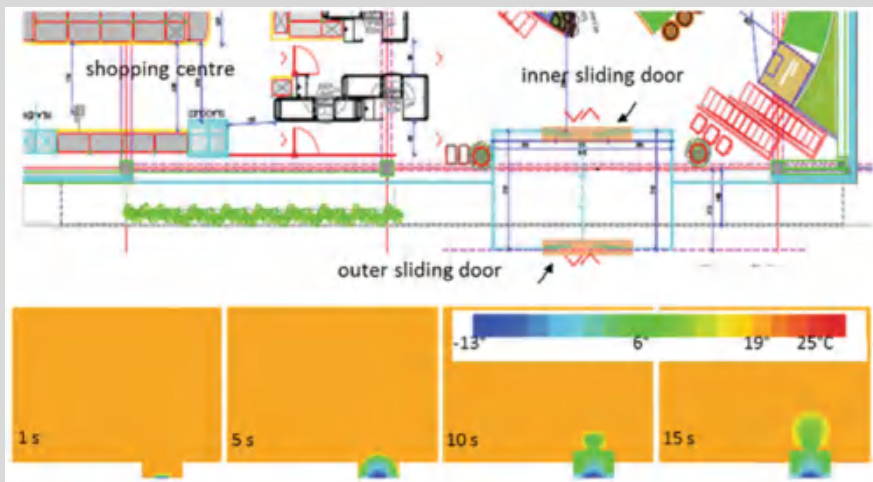 shopping centre
inner sliding door
outer sliding door
-13° 6° 19° 25°C
1 s
5 s
10 s
15 s